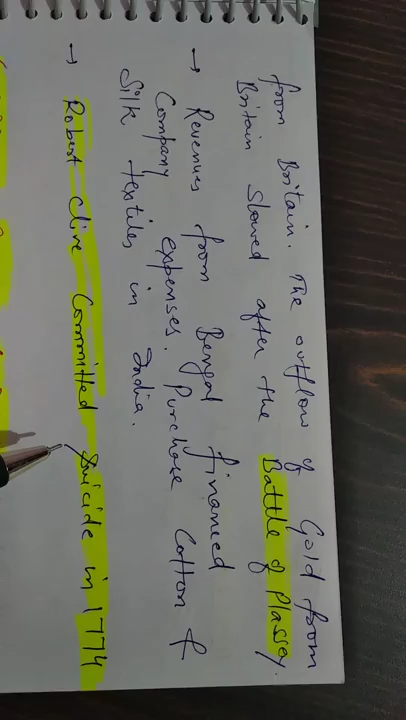 from Britain. The outflow of Gold from
Britain slowed after the Battle of Plassey.
→ Revenues from Bengal financed
Company expenses. Purchase Cotton &
Silk textiles in India.
→ Robert Clive Committed Suicide in 1774